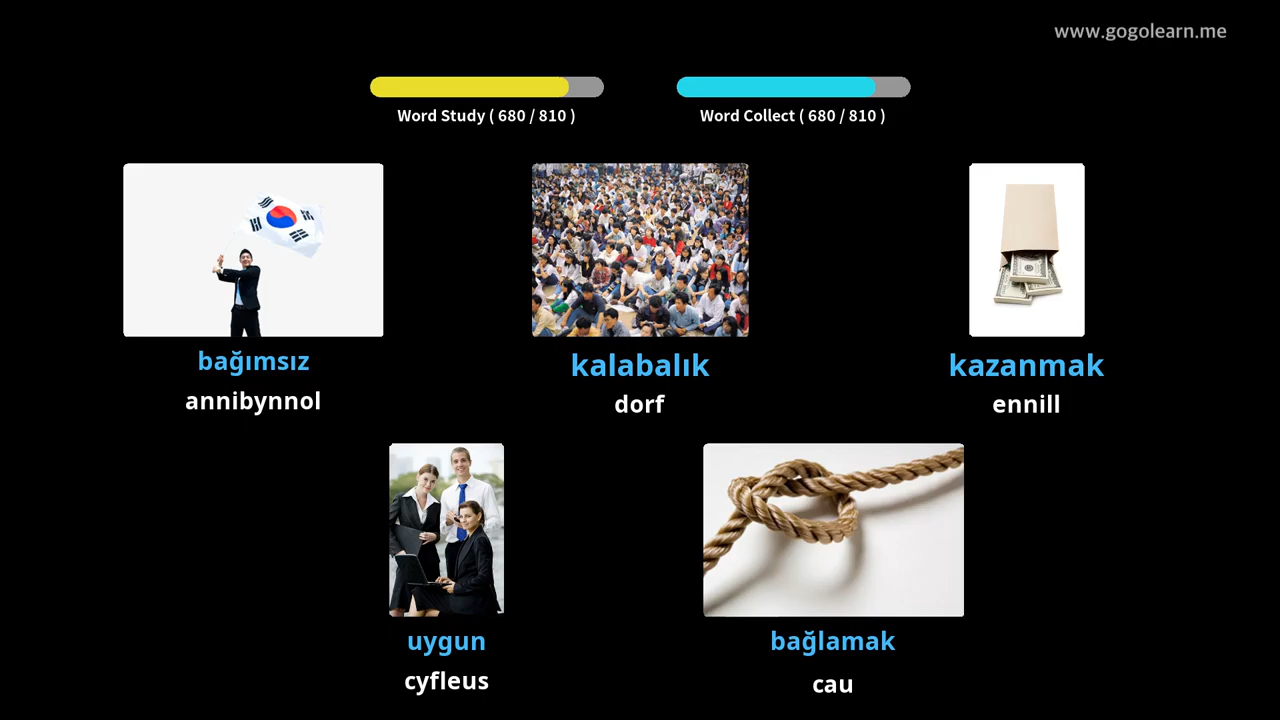 www.gogolearn.me
Word Study ( 680 / 810 )
Word Collect ( 680 / 810 )
bağımsız
annibynnol
kalabalık
dorf
kazanmak
ennill
uygun
cyfleus
bağlamak
cau